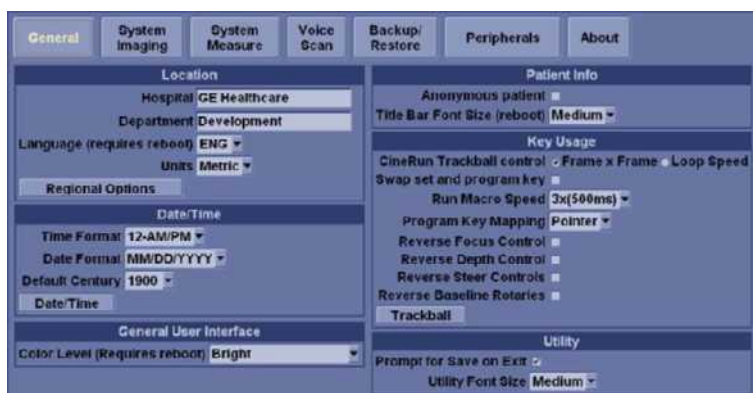 General
System Imaging
System Measure
Voice Scan
Backup/ Restore
Peripherals
About
Location
Hospital GE Healthcare
Department Development
Language (requires reboot) ENG
Units Metric
Regional Options
Date/Time
Time Format 12-AM/PM
Date Format MM/DD/YYYY
Default Century 1900
Date/Time
General User Interface
Color Level (Requires reboot) Bright
Patient Info
Anonymous patient
Title Bar Font Size (reboot) Medium
Key Usage
CineRun Trackball control Frame x Frame Loop Speed
Swap set and program key
Run Macro Speed 3x(500ms)
Program Key Mapping Pointer
Reverse Focus Control
Reverse Depth Control
Reverse Steer Controls
Reverse Baseline Rotaries
Trackball
Utility
Prompt for Save on Exit
Utility Font Size Medium